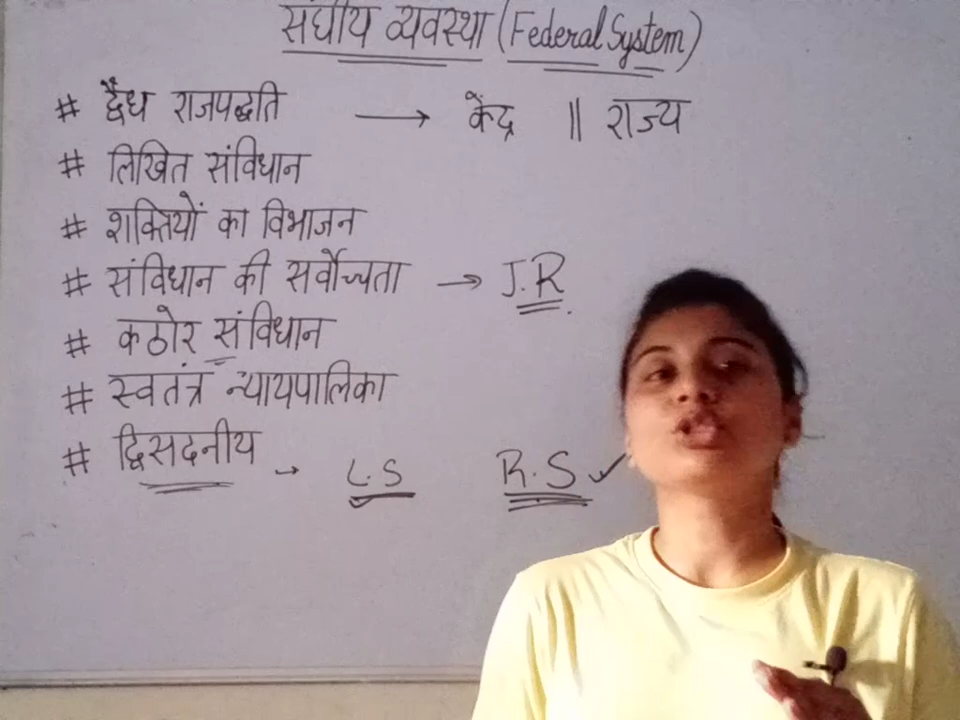 संघीय व्यवस्था (Federal System)
# द्वैध राजपद्धति → केंद्र || राज्य
# लिखित संविधान
# शक्तियों का विभाजन
# संविधान की सर्वोच्चता → J.R.
# कठोर संविधान
# स्वतंत्र न्यायपालिका
# द्विसदनीय → L.S R.S ✓